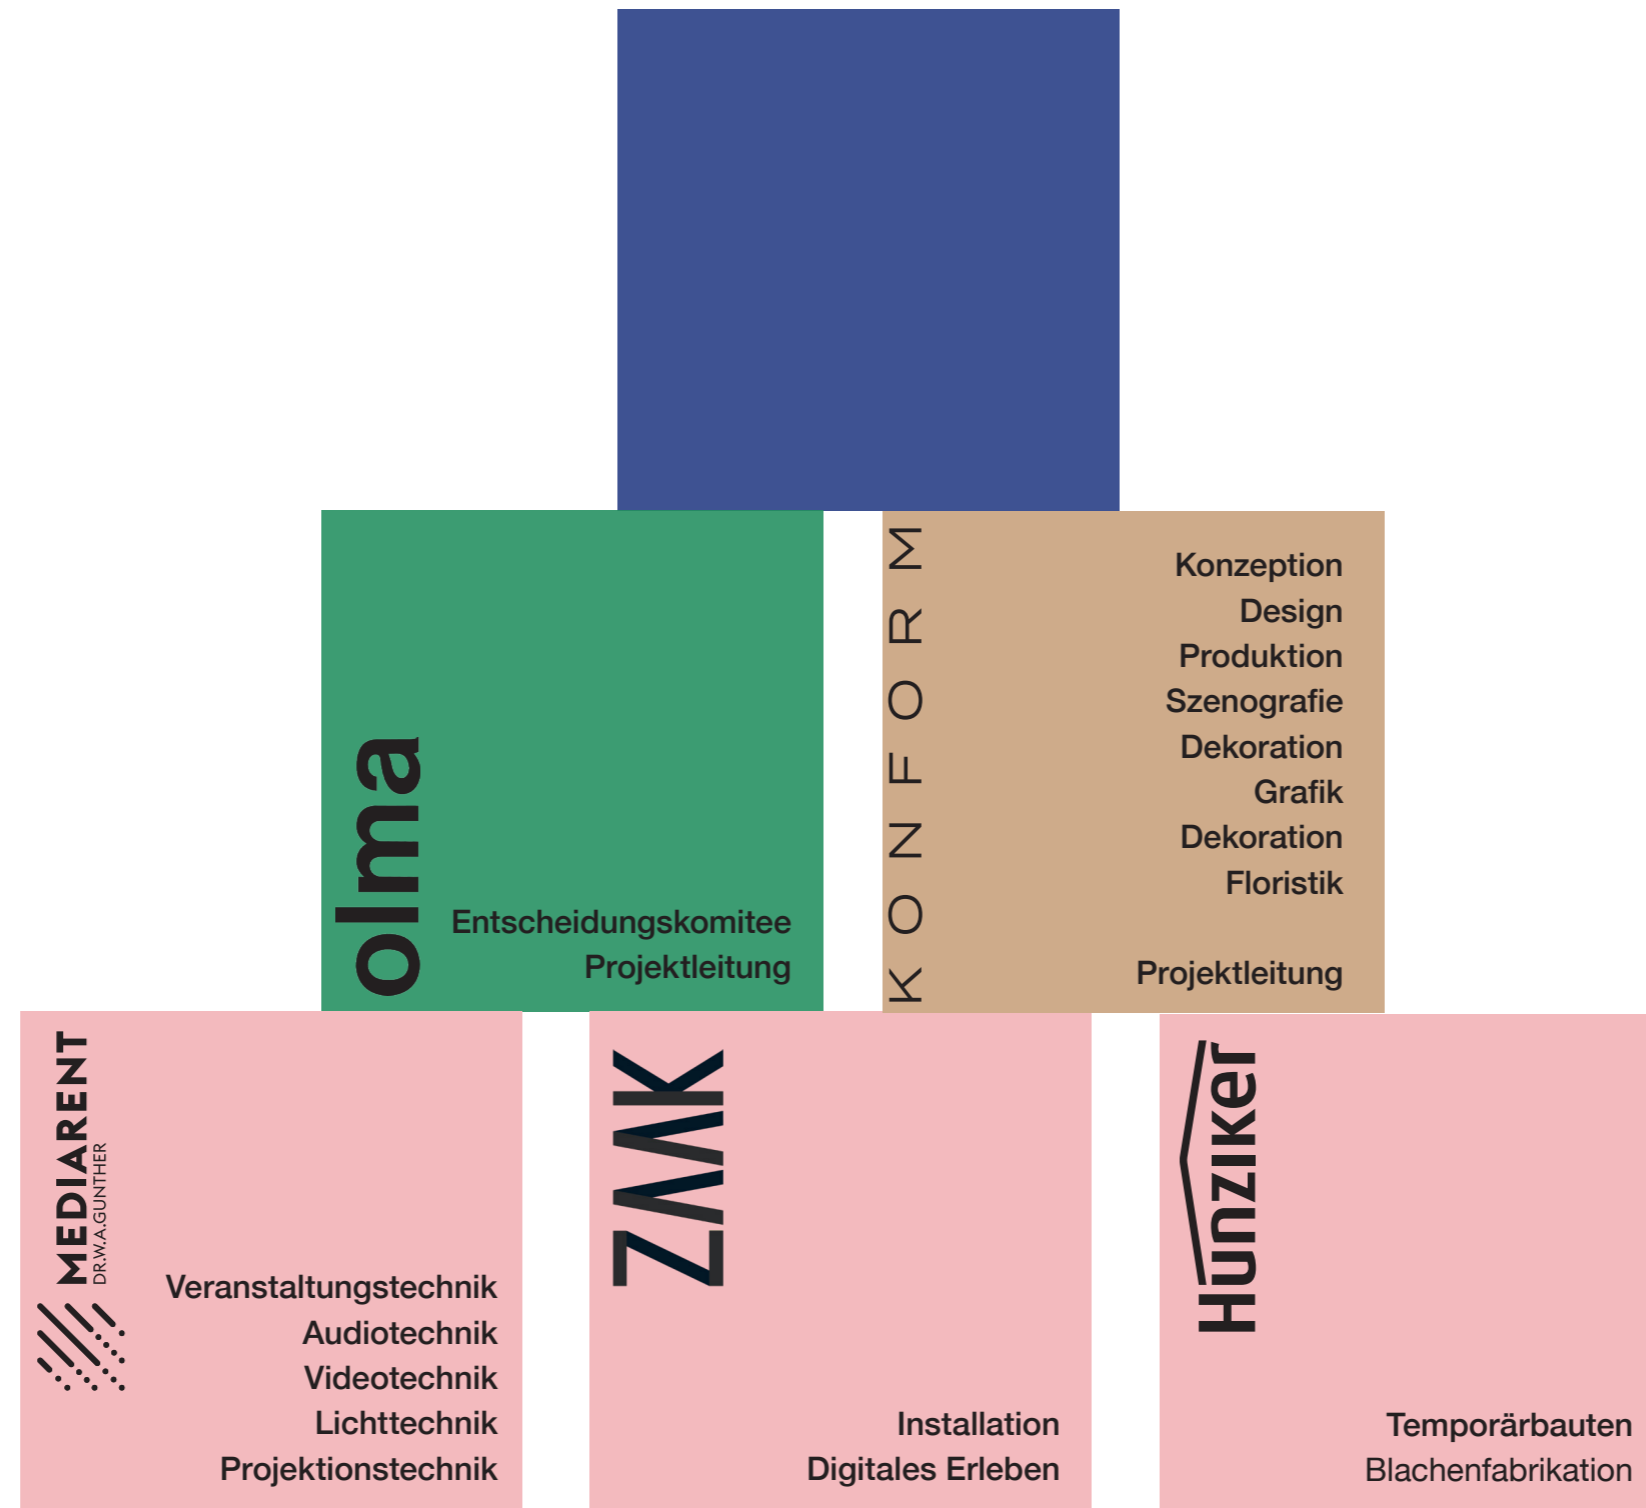 olma
Entscheidungskomitee
Projektleitung
KONFORM
Konzeption
Design
Produktion
Szenografie
Dekoration
Grafik
Dekoration
Floristik
Projektleitung
MEDIARENT
DR.W.A.GUNTHER
Veranstaltungstechnik
Audiotechnik
Videotechnik
Lichttechnik
Projektionstechnik
ZMK
Installation
Digitales Erleben
Hunziker
Temporärbauten
Blachenfabrikation